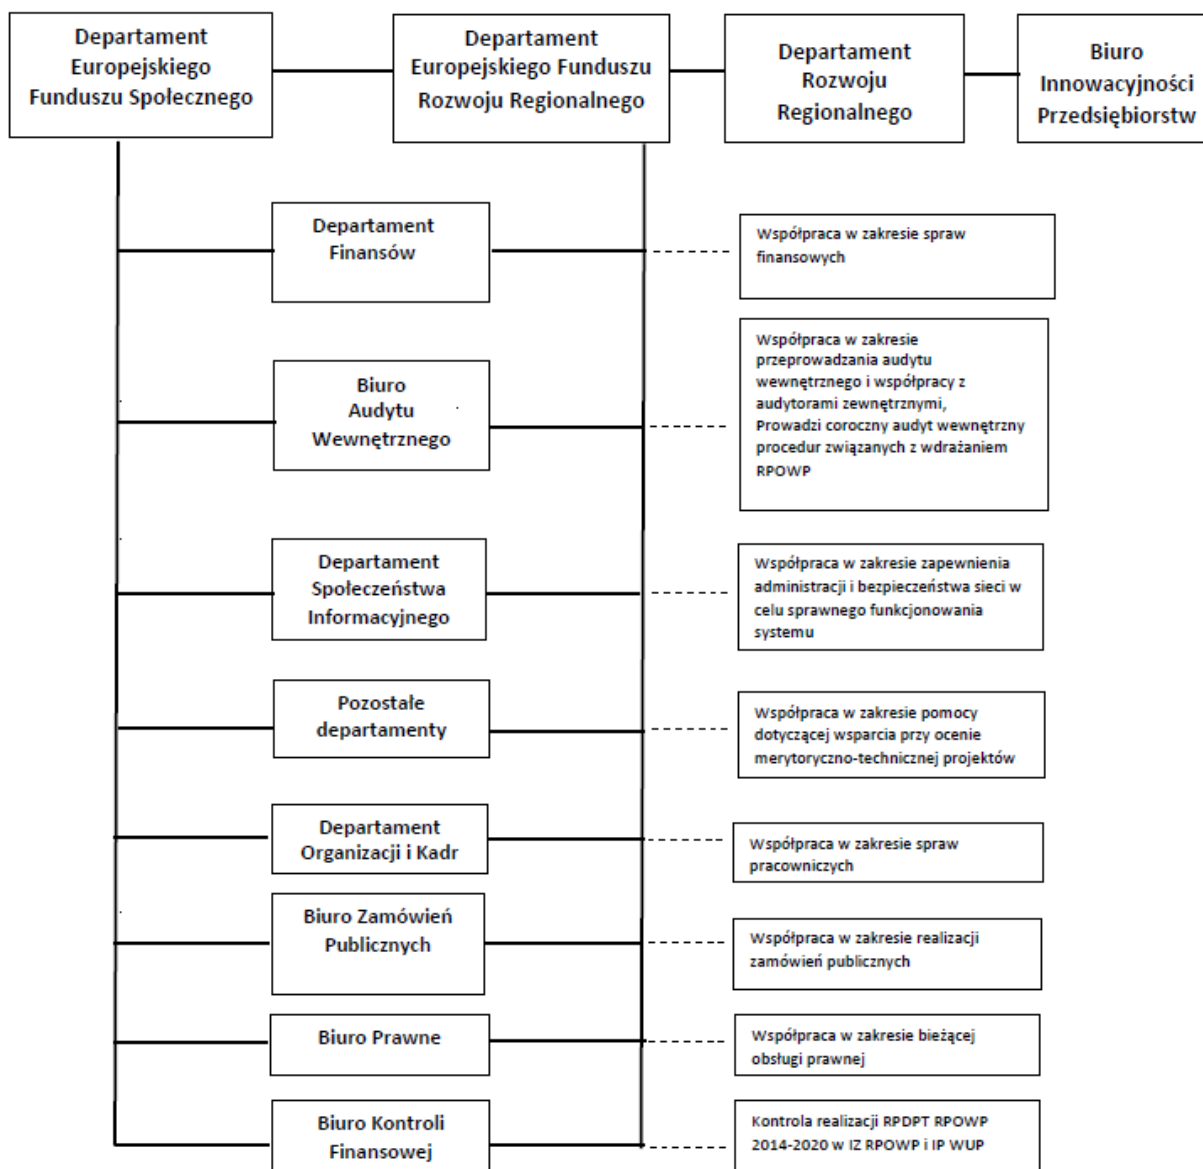 Departament
Europejskiego
Funduszu Społecznego
Departament
Europejskiego Funduszu
Rozwoju Regionalnego
Departament
Rozwoju
Regionalnego
Biuro
Innowacyjności
Przedsiębiorstw
Departament
Finansów
Współpraca w zakresie spraw
finansowych
Biuro
Audytu
Wewnętrznego
Współpraca w zakresie
przeprowadzania audytu
wewnętrznego i współpracy z
audytorami zewnętrznymi,
Prowadzi coroczny audyt wewnętrzny
procedur związanych z wdrażaniem
RPOWP
Departament
Społeczeństwa
Informacyjnego
Współpraca w zakresie zapewnienia
administracji i bezpieczeństwa sieci w
celu sprawnego funkcjonowania
systemu
Pozostałe
departamenty
Współpraca w zakresie pomocy
dotyczącej wsparcia przy ocenie
merytoryczno-technicznej projektów
Departament
Organizacji i Kadr
Współpraca w zakresie spraw
pracowniczych
Biuro Zamówień
Publicznych
Współpraca w zakresie realizacji
zamówień publicznych
Biuro Prawne
Współpraca w zakresie bieżącej
obsługi prawnej
Biuro Kontroli
Finansowej
Kontrola realizacji RPDPT RPOWP
2014-2020 w IZ RPOWP i IP WUP